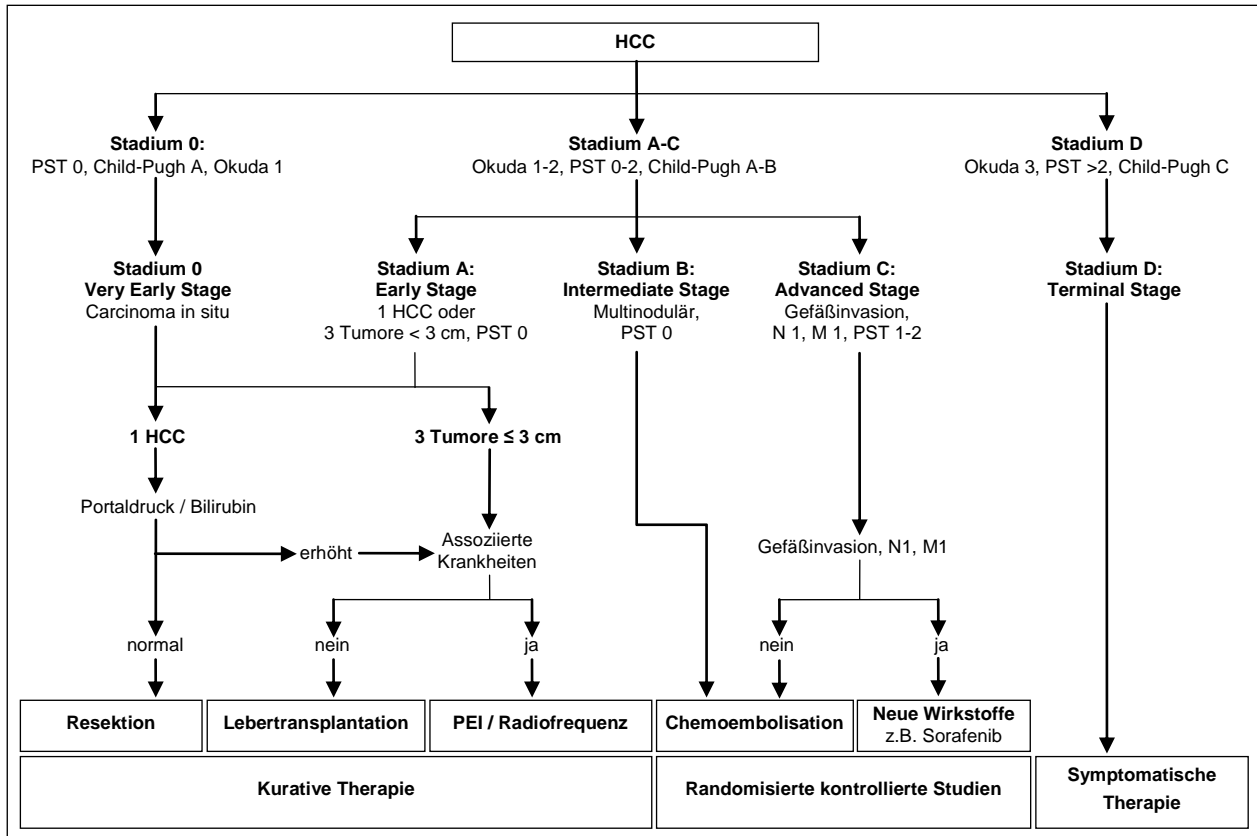 HCC
Stadium 0:
PST 0, Child-Pugh A, Okuda 1
Stadium A-C
Okuda 1-2, PST 0-2, Child-Pugh A-B
Stadium D
Okuda 3, PST >2, Child-Pugh C
Stadium 0
Very Early Stage
Carcinoma in situ
Stadium A:
Early Stage
1 HCC oder
3 Tumore < 3 cm, PST 0
Stadium B:
Intermediate Stage
Multinodulär,
PST 0
Stadium C:
Advanced Stage
Gefäßinvasion,
N 1, M 1, PST 1-2
Stadium D:
Terminal Stage
1 HCC
3 Tumore ≤ 3 cm
Portaldruck / Bilirubin
erhöht
Assoziierte
Krankheiten
Gefäßinvasion, N1, M1
normal
nein
ja
nein
ja
Resektion
Lebertransplantation
PEI / Radiofrequenz
Chemoembolisation
Neue Wirkstoffe
z.B. Sorafenib
Kurative Therapie
Randomisierte kontrollierte Studien
Symptomatische
Therapie